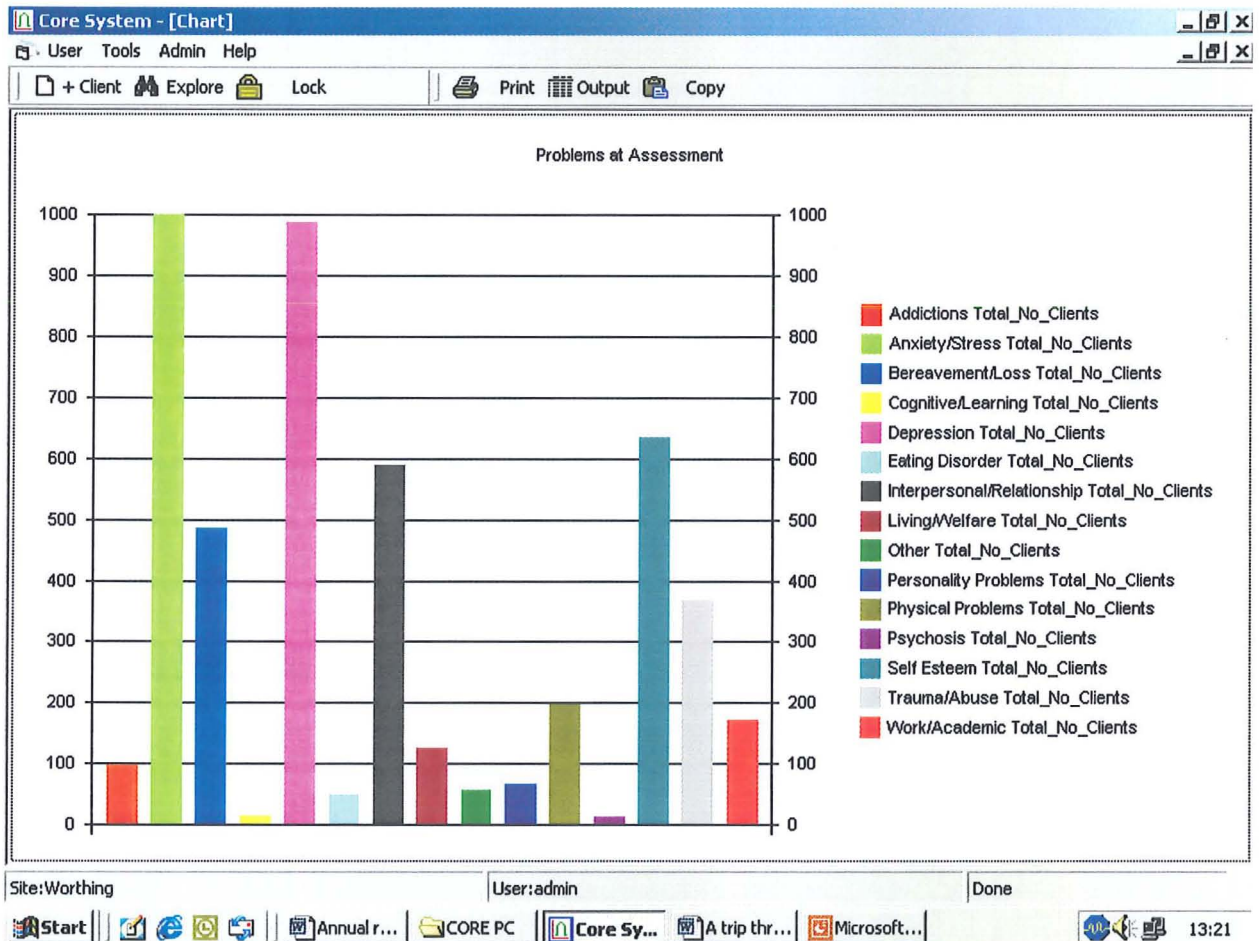 Core System - [Chart]
User Tools Admin Help
+ Client Explore Lock Print Output Copy
Problems at Assessment
1000 1000
900 900
800 800
700 700
600 600
500 500
400 400
300 300
200 200
100 100
0 0
Addictions Total_No_Clients
Anxiety/Stress Total_No_Clients
Bereavement/Loss Total_No_Clients
Cognitive/Learning Total_No_Clients
Depression Total_No_Clients
Eating Disorder Total_No_Clients
Interpersonal/Relationship Total_No_Clients
Living/Welfare Total_No_Clients
Other Total_No_Clients
Personality Problems Total_No_Clients
Physical Problems Total_No_Clients
Psychosis Total_No_Clients
Self Esteem Total_No_Clients
Trauma/Abuse Total_No_Clients
Work/Academic Total_No_Clients
Site:Worthing User:admin Done
Start Annual r... CORE PC Core Sy... A trip thr... Microsoft... 13:21